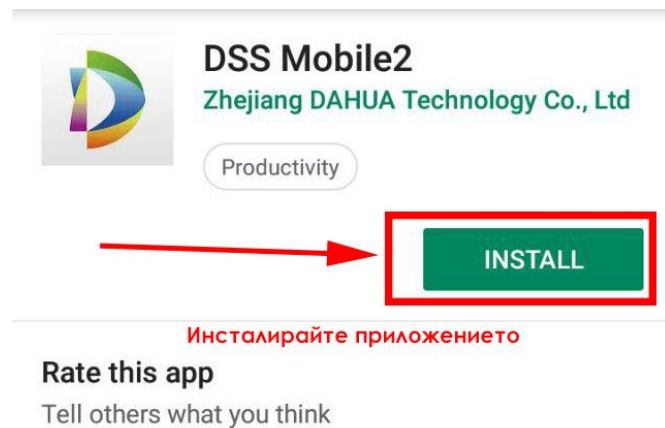 DSS Mobile2
Zhejiang DAHUA Technology Co., Ltd
Productivity
INSTALL
Инсталирайте приложението
Rate this app
Tell others what you think